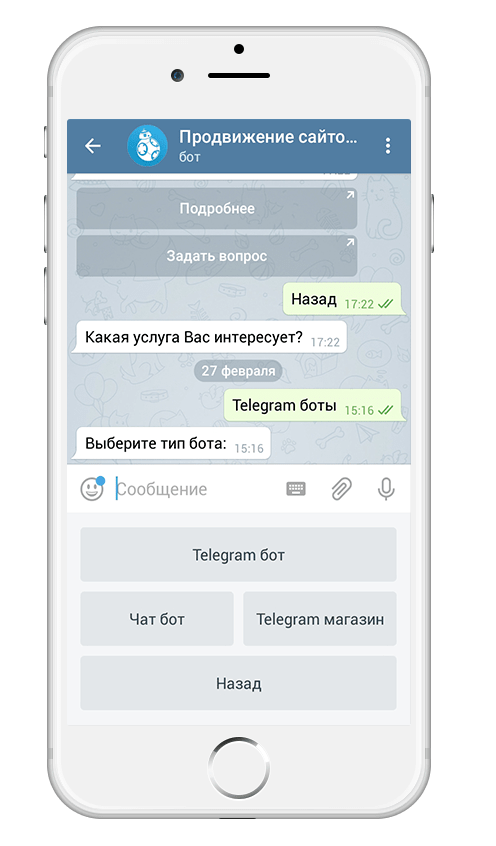 Продвижение сайто...
бот
Подробнее
Задать вопрос
Назад 17:22
Какая услуга Вас интересует? 17:22
27 февраля
Telegram боты 15:16
Выберите тип бота: 15:16
Сообщение
Telegram бот
Чат бот
Telegram магазин
Назад